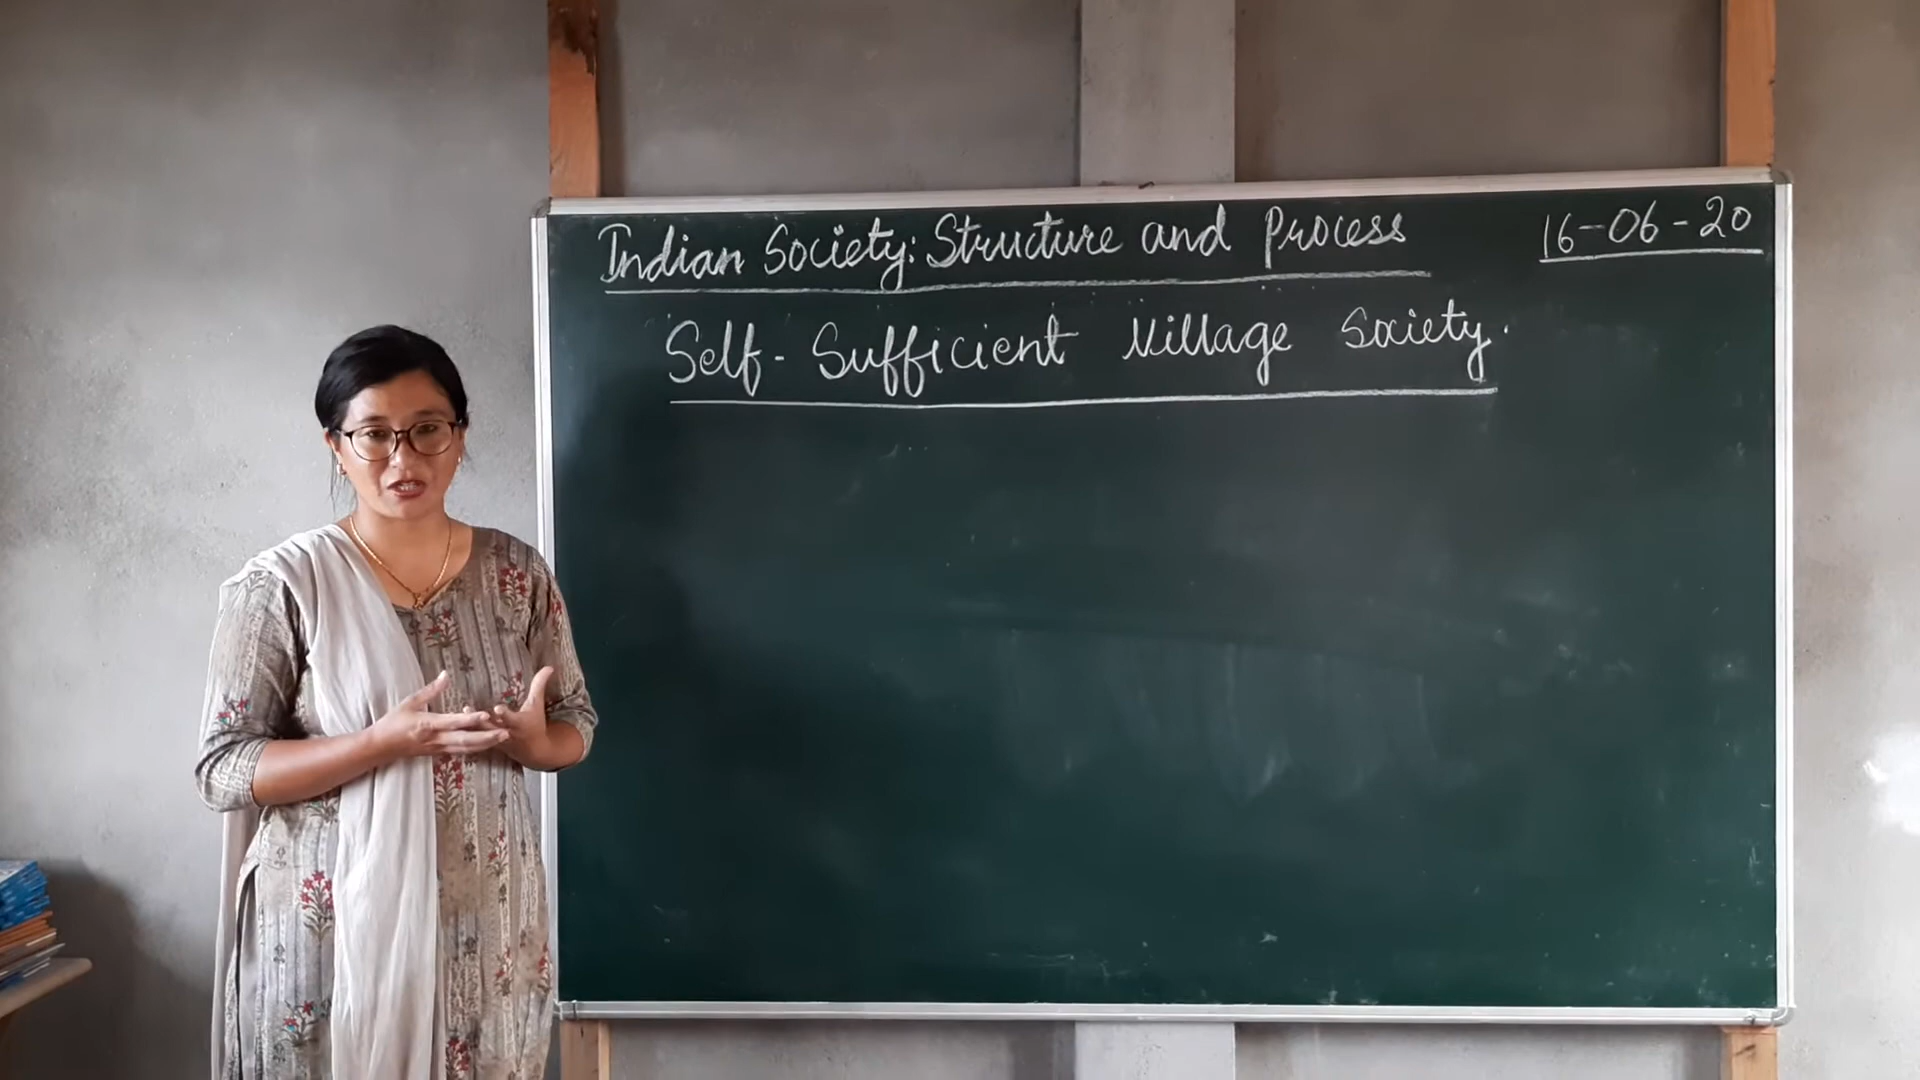 Indian Society: Structure and Process
16-06-20
Self-Sufficient Village Society.